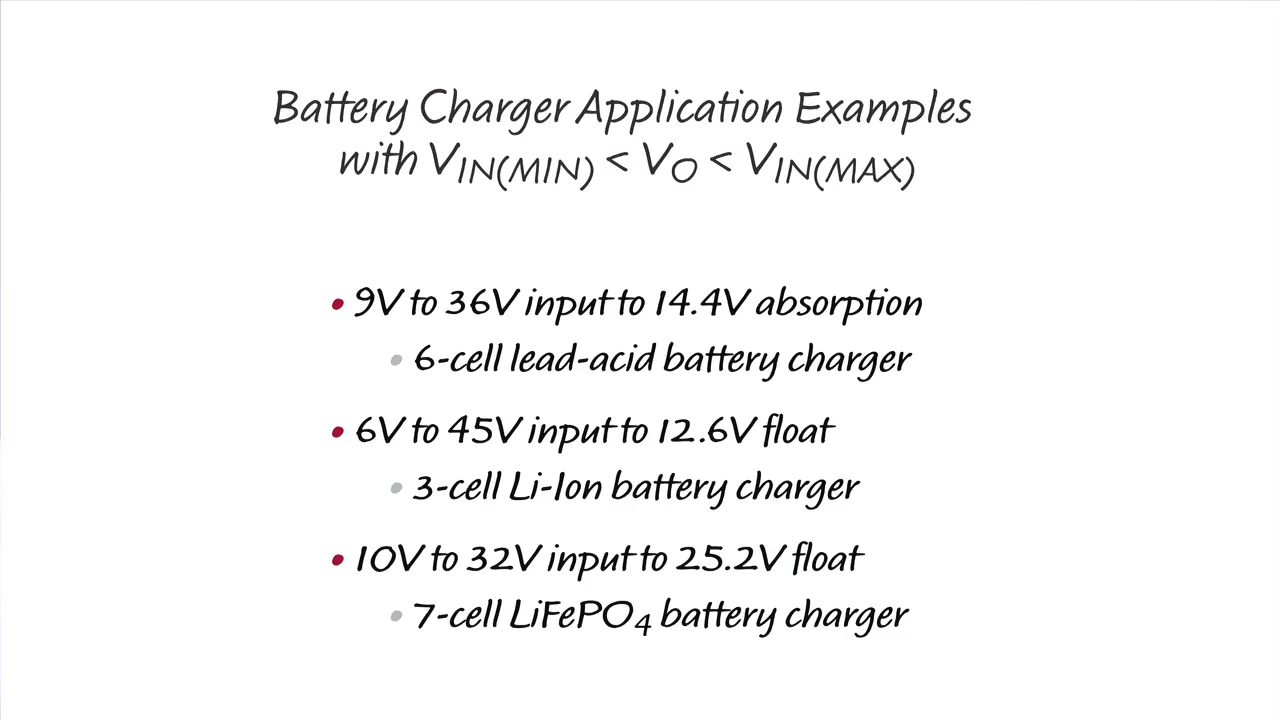 Battery Charger Application Examples
with VIN(MIN) < VO < VIN(MAX)
• 9V to 36V input to 14.4V absorption
• 6-cell lead-acid battery charger
• 6V to 45V input to 12.6V float
• 3-cell Li-Ion battery charger
• 10V to 32V input to 25.2V float
• 7-cell LiFePO4 battery charger